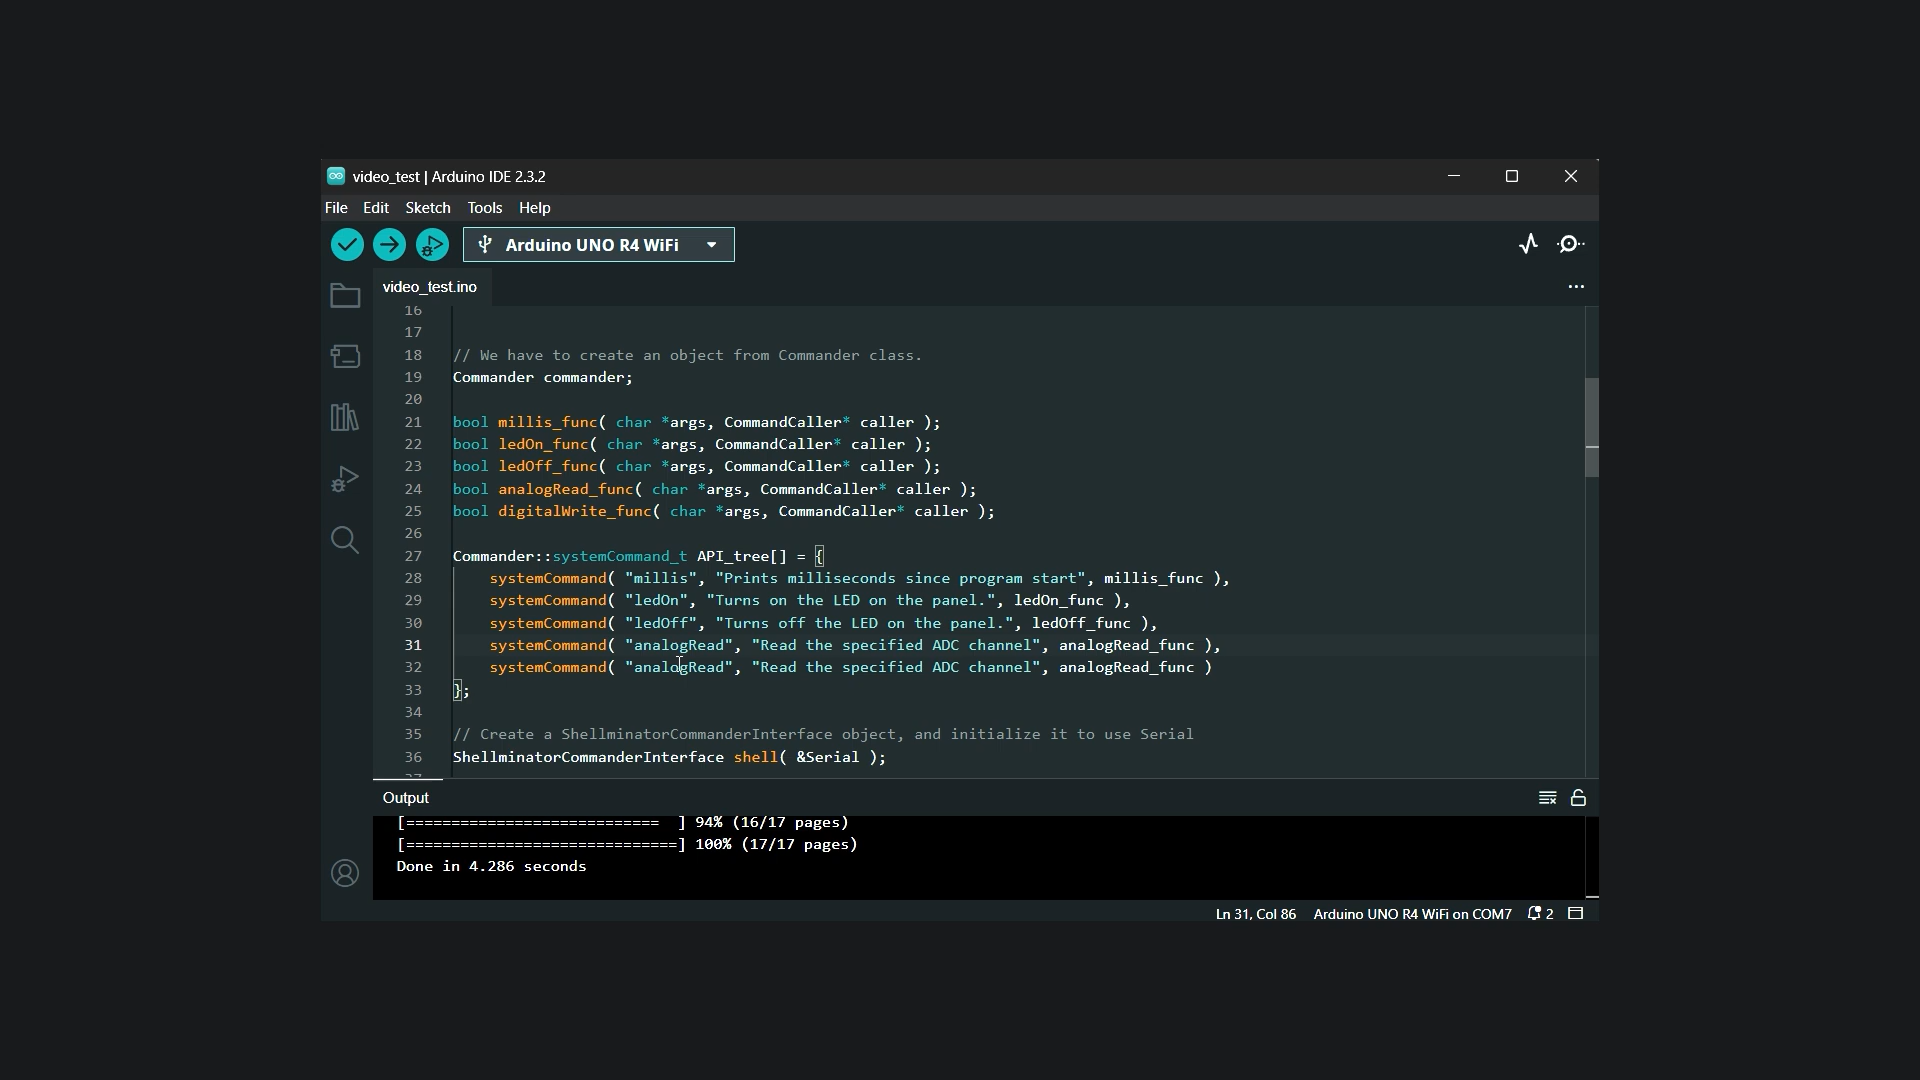 video_test | Arduino IDE 2.3.2
File Edit Sketch Tools Help
Arduino UNO R4 WiFi
video_test.ino
16
17
18 // We have to create an object from Commander class.
19 Commander commander;
20
21 bool millis_func( char *args, CommandCaller* caller );
22 bool ledOn_func( char *args, CommandCaller* caller );
23 bool ledOff_func( char *args, CommandCaller* caller );
24 bool analogRead_func( char *args, CommandCaller* caller );
25 bool digitalWrite_func( char *args, CommandCaller* caller );
26
27 Commander::systemCommand_t API_tree[] = {
28 systemCommand( "millis", "Prints milliseconds since program start", millis_func ),
29 systemCommand( "ledOn", "Turns on the LED on the panel.", ledOn_func ),
30 systemCommand( "ledOff", "Turns off the LED on the panel.", ledOff_func ),
31 systemCommand( "analogRead", "Read the specified ADC channel", analogRead_func ),
32 systemCommand( "analogRead", "Read the specified ADC channel", analogRead_func )
33 };
34
35 // Create a ShellminatorCommanderInterface object, and initialize it to use Serial
36 ShellminatorCommanderInterface shell( &Serial );
Output
[============================  ] 94% (16/17 pages)
[==============================] 100% (17/17 pages)
Done in 4.286 seconds
Ln 31, Col 86 Arduino UNO R4 WiFi on COM7 2